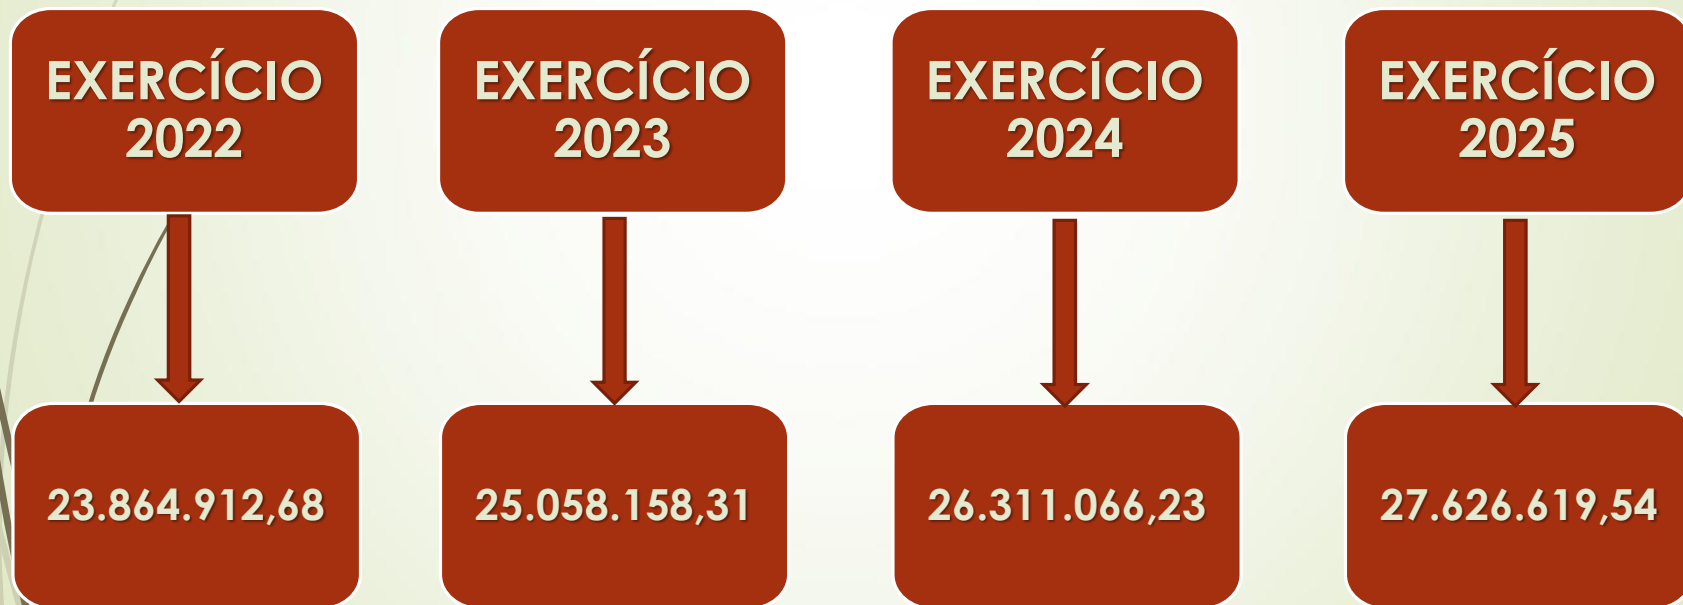 EXERCÍCIO
2022
EXERCÍCIO
2023
EXERCÍCIO
2024
EXERCÍCIO
2025
23.864.912,68
25.058.158,31
26.311.066,23
27.626.619,54